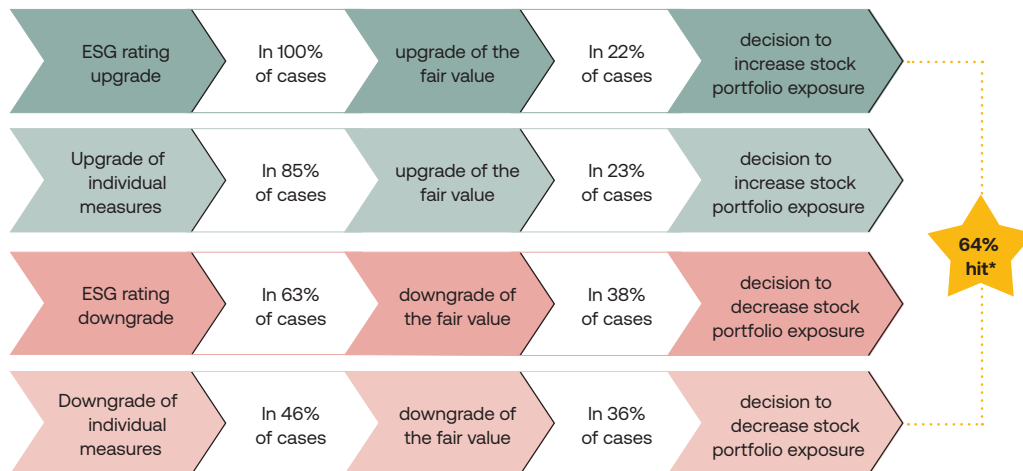 ESG rating
upgrade
In 100%
of cases
upgrade of the
fair value
In 22%
of cases
decision to
increase stock
portfolio exposure
Upgrade of
individual
measures
In 85%
of cases
upgrade of the
fair value
In 23%
of cases
decision to
increase stock
portfolio exposure
64%
hit*
ESG rating
downgrade
In 63%
of cases
downgrade of
the fair value
In 38%
of cases
decision to
decrease stock
portfolio exposure
Downgrade of
individual
measures
In 46%
of cases
downgrade of
the fair value
In 36%
of cases
decision to
decrease stock
portfolio exposure